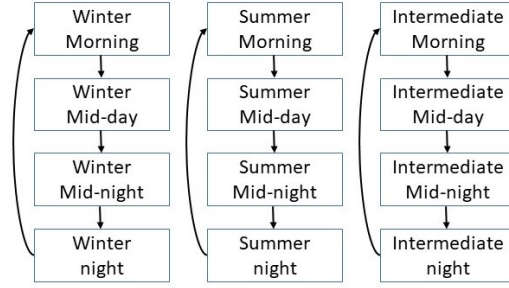 Winter
Morning
Winter
Mid-day
Winter
Mid-night
Winter
night
Summer
Morning
Summer
Mid-day
Summer
Mid-night
Summer
night
Intermediate
Morning
Intermediate
Mid-day
Intermediate
Mid-night
Intermediate
night